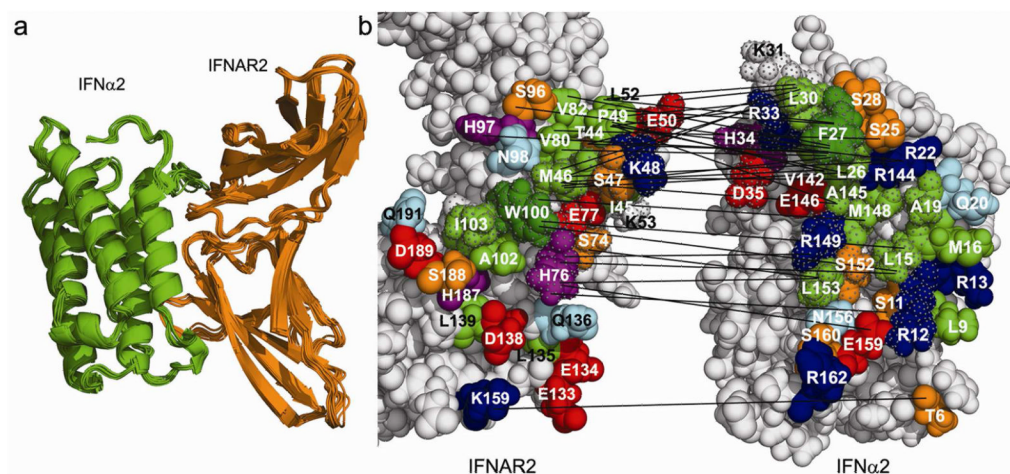 a
IFNAR2
IFNα2
b
K31
S96
L52
L30
S28
V82
P49
R33
H97
E50
T44
V80
H34
F27
S25
N98
R22
K48
L26
M46
S47
R144
V142
D35
A145
E146
Q20
I45
Q191
W100
E77
A19
K53
M148
I103
D189
S74
R149
M16
A102
L15
S188
H76
S152
R13
H187
L153
S11
L139
Q136
N156
L9
R12
D138
S160
E159
L135
E134
R162
K159
E133
T6
IFNAR2
IFNα2